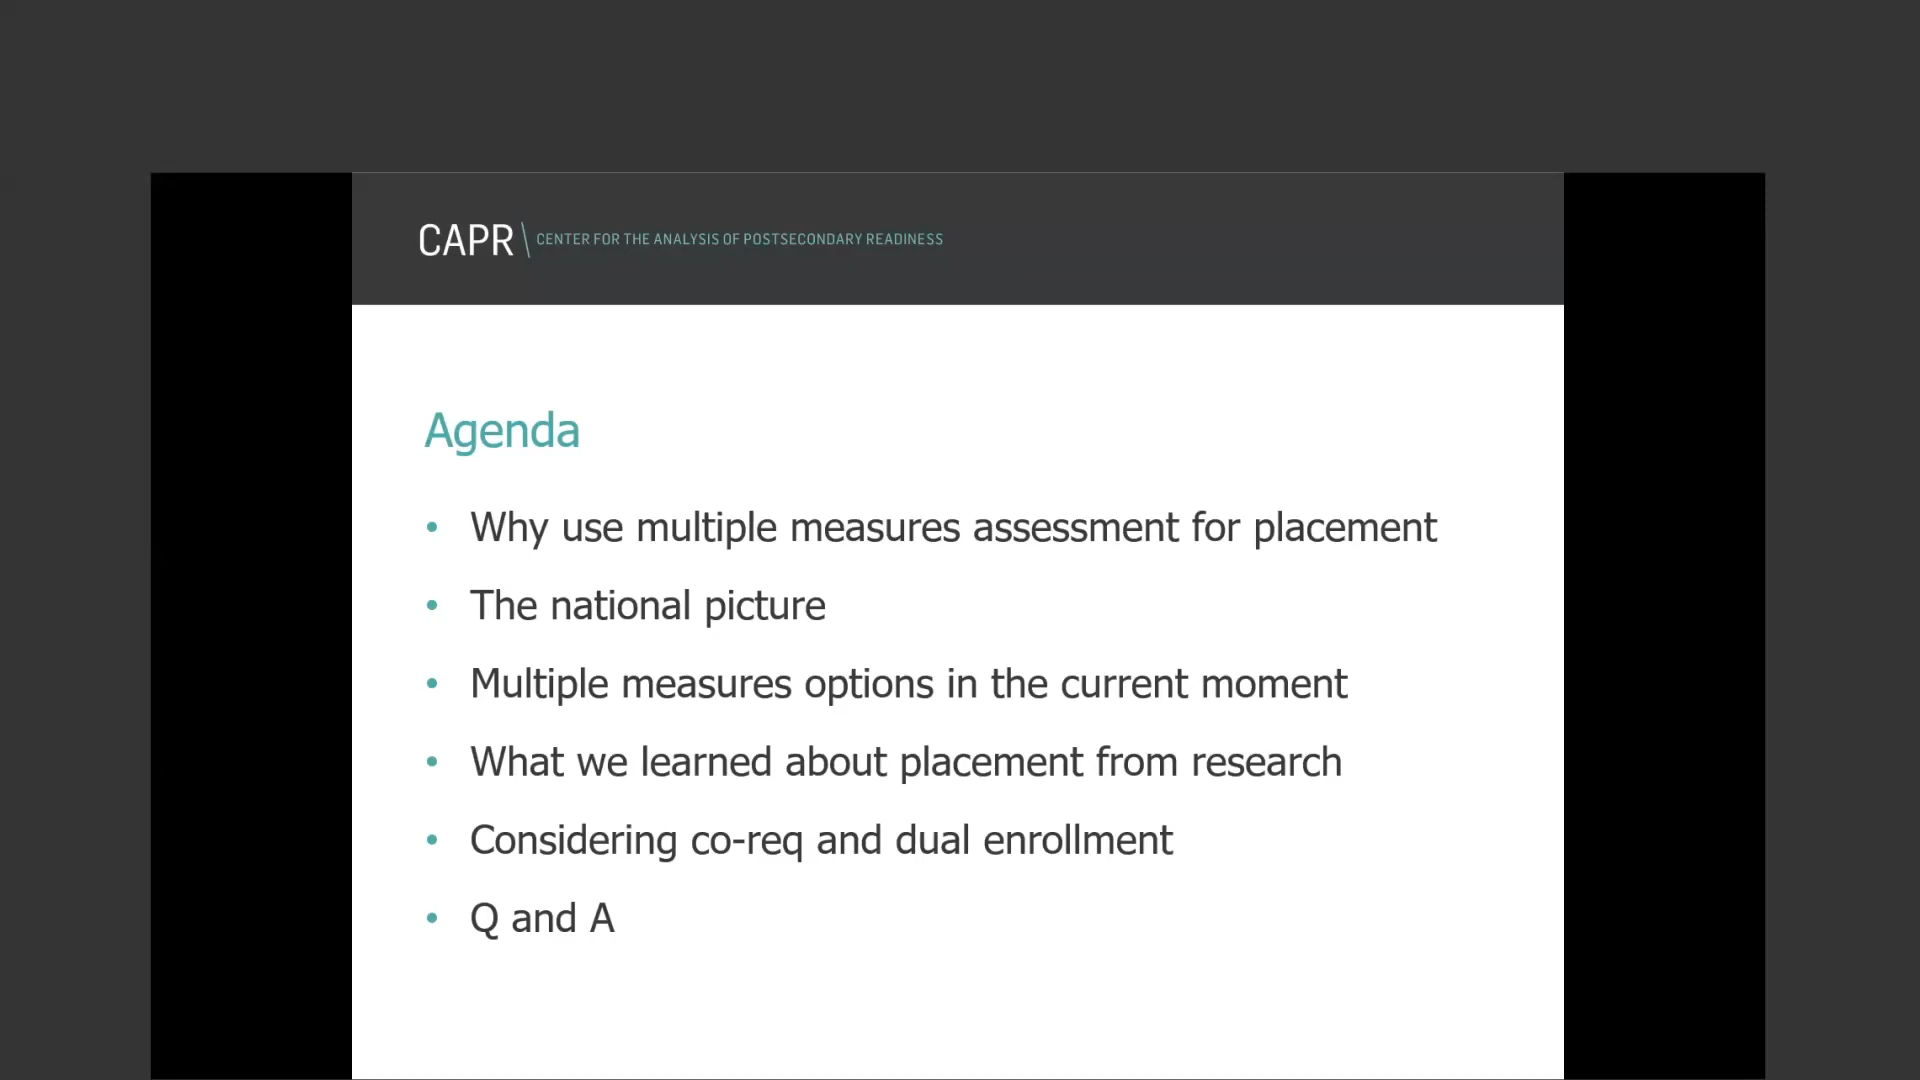 CAPR \ CENTER FOR THE ANALYSIS OF POSTSECONDARY READINESS
Agenda
• Why use multiple measures assessment for placement
• The national picture
• Multiple measures options in the current moment
• What we learned about placement from research
• Considering co-req and dual enrollment
• Q and A